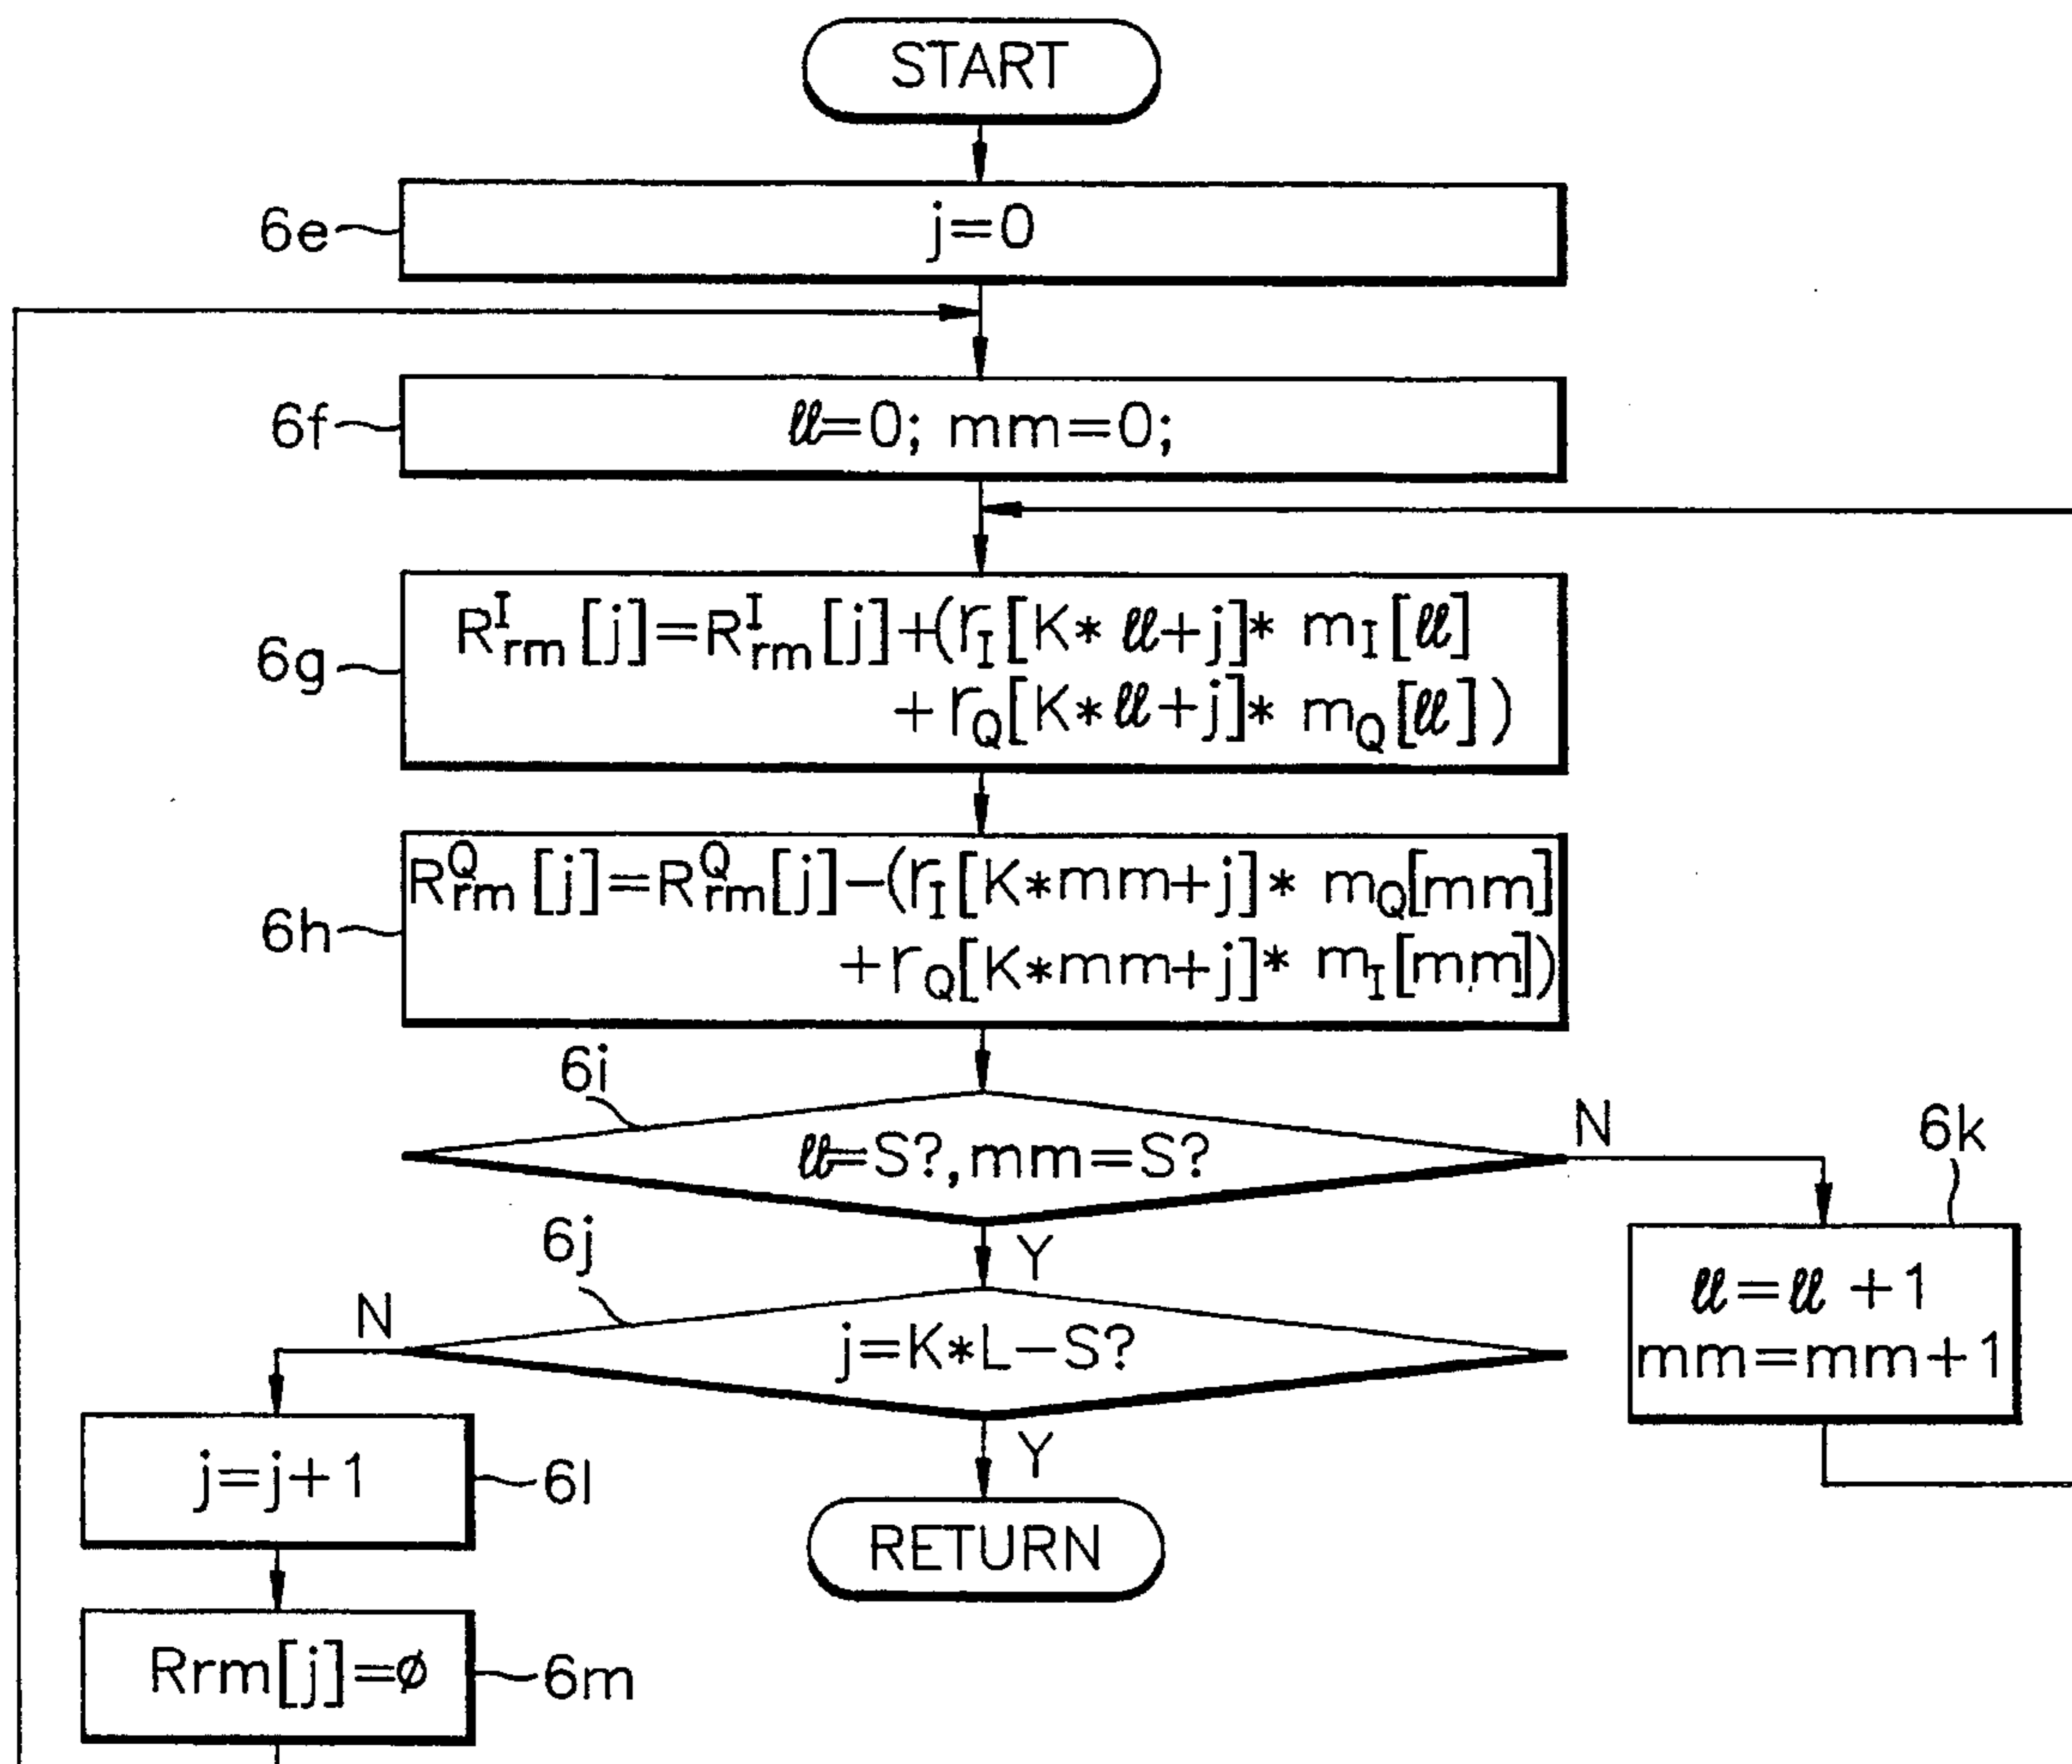 START
6e
j=0
6f
ℓℓ=0; mm=0;
6g
R^I_rm [j]=R^I_rm [j]+(r_I[K* ℓℓ+j]* m_I[ℓℓ]
+r_Q[K*ℓℓ+j]* m_Q[ℓℓ])
6h
R^Q_rm [j]=R^Q_rm[j]−(r_I[K*mm+j]* m_Q[mm]
+r_Q[K*mm+j]* m_I[mm])
6i
ℓℓ=S?, mm=S?
N
6k
Y
ℓℓ=ℓℓ +1
mm=mm+1
6j
N
j=K*L−S?
Y
j=j+1
6l
RETURN
Rrm[j]=ø
6m